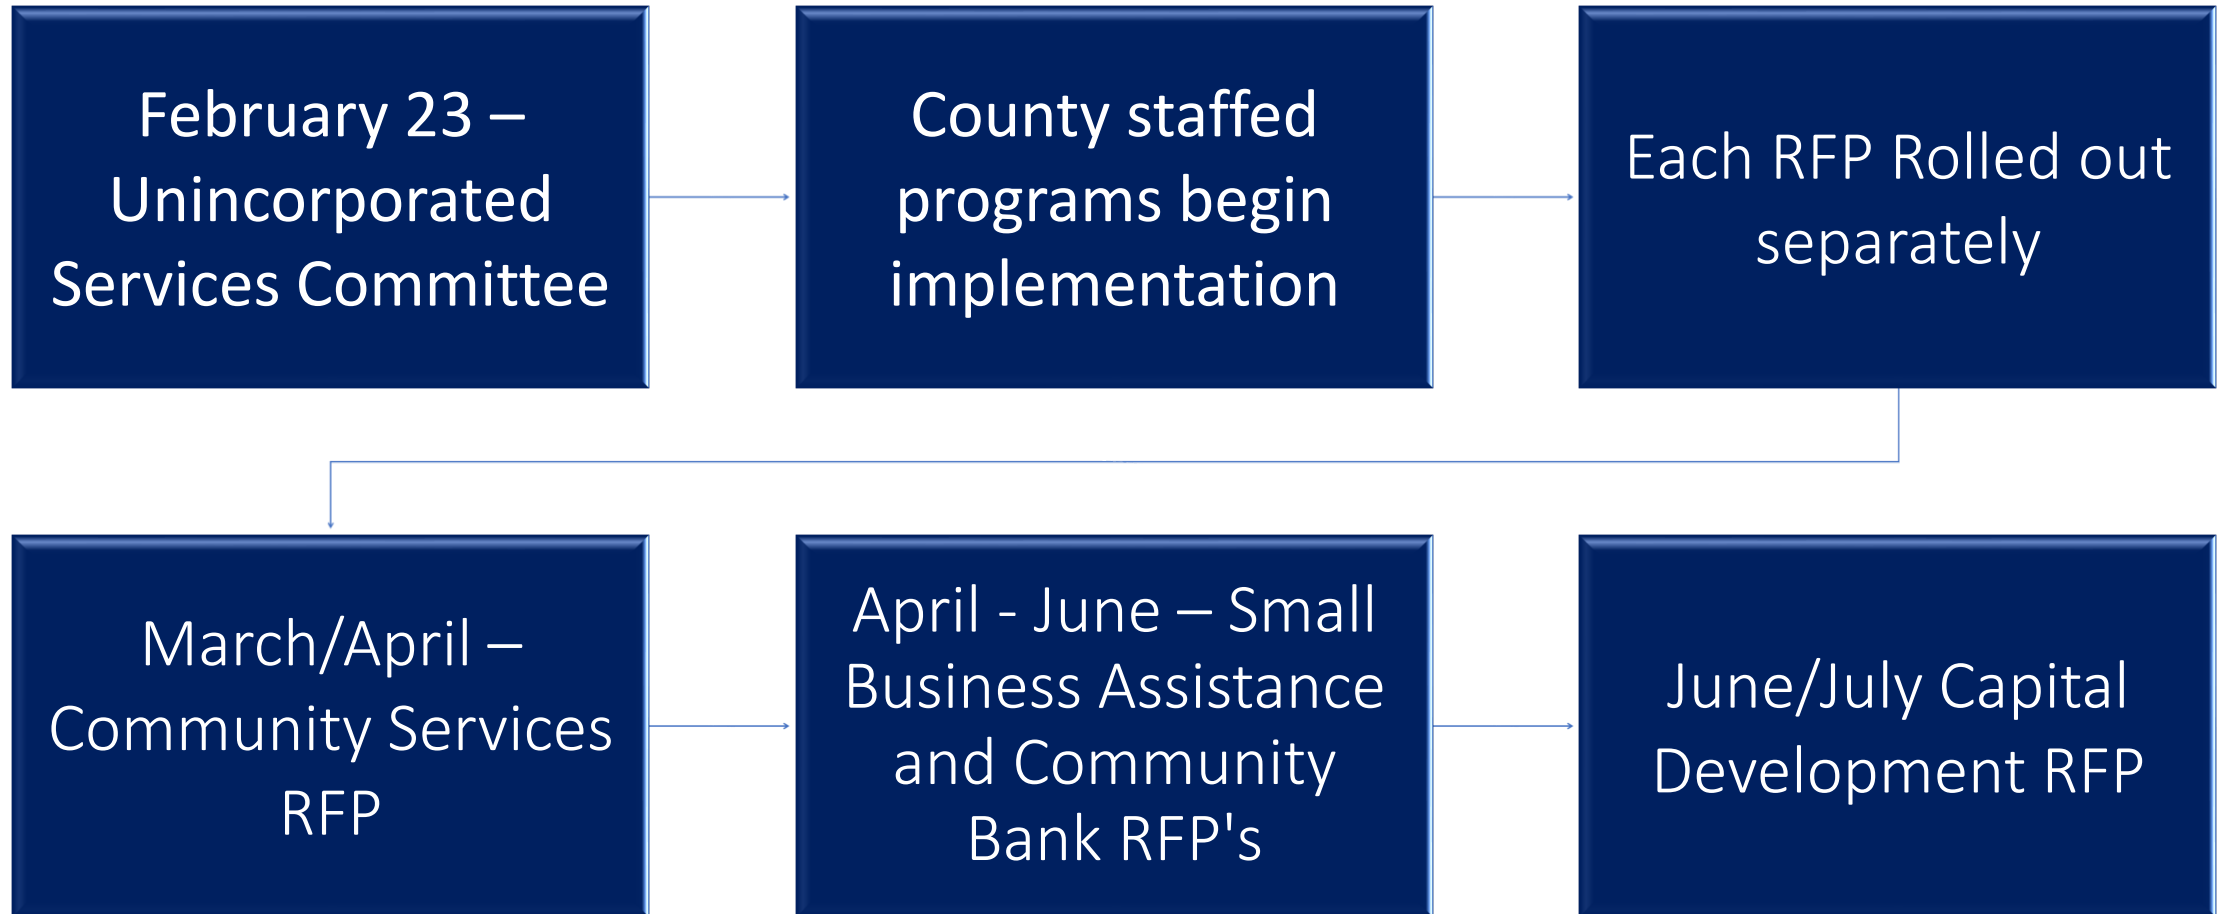 February 23 –
Unincorporated
Services Committee
County staffed
programs begin
implementation
Each RFP Rolled out
separately
March/April –
Community Services
RFP
April - June – Small
Business Assistance
and Community
Bank RFP's
June/July Capital
Development RFP